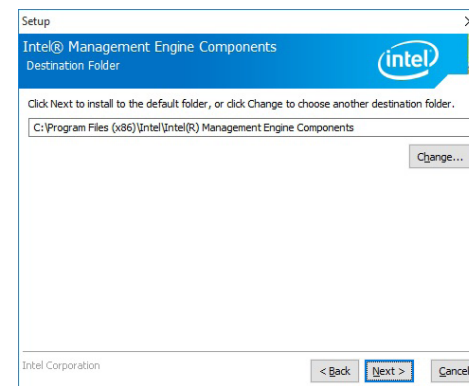 Setup
Intel® Management Engine Components
Destination Folder
intel
Click Next to install to the default folder, or click Change to choose another destination folder.
C:\Program Files (x86)\Intel\Intel(R) Management Engine Components
Change...
Intel Corporation
< Back Next > Cancel